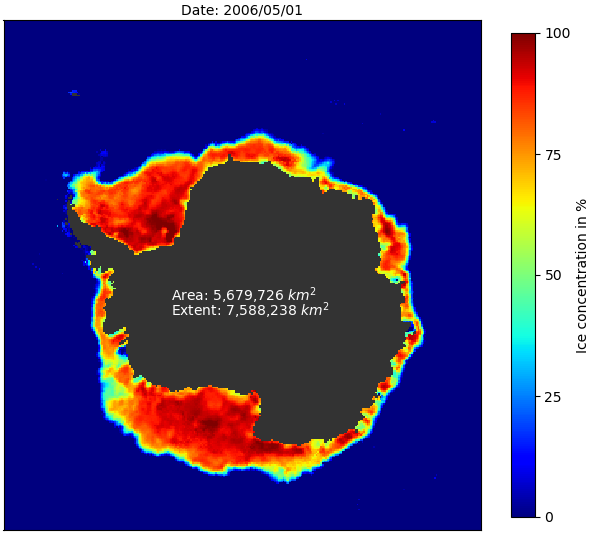 Date: 2006/05/01
Area: 5,679,726 km²
Extent: 7,588,238 km²
100
75
50
25
0
Ice concentration in %